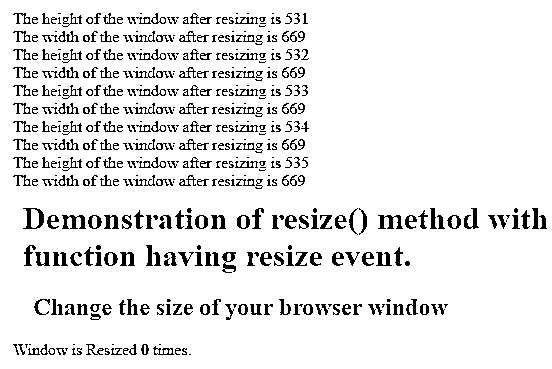 The height of the window after resizing is 531
The width of the window after resizing is 669
The height of the window after resizing is 532
The width of the window after resizing is 669
The height of the window after resizing is 533
The width of the window after resizing is 669
The height of the window after resizing is 534
The width of the window after resizing is 669
The height of the window after resizing is 535
The width of the window after resizing is 669
Demonstration of resize() method with
function having resize event.
Change the size of your browser window
Window is Resized 0 times.